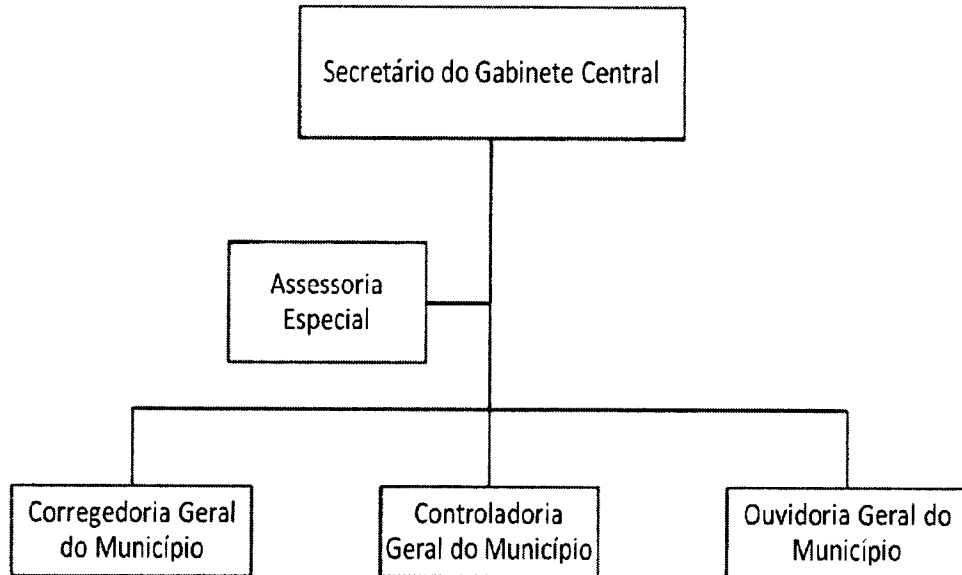 Secretário do Gabinete Central
Assessoria
Especial
Corregedoria Geral
do Município
Controladoria
Geral do Município
Ouvidoria Geral do
Município